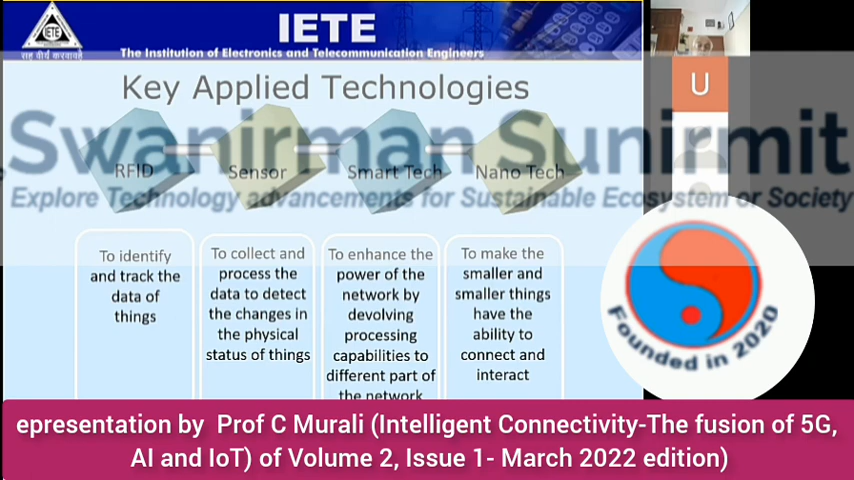 IETE
IETE
The Institution of Electronics and Telecommunication Engineers
Key Applied Technologies
Swanirman Sunirmit
Explore Technology advancements for Sustainable Ecosystem or Society
RFID
Sensor
Smart Tech
Nano Tech
To identify
and track the
data of
things
To collect and
process the
data to detect
the changes in
the physical
status of things
To enhance the
power of the
network by
devolving
processing
capabilities to
different part of
the network
To make the
smaller and
smaller things
have the
ability to
connect and
interact
U
Founded in 2020
epresentation by Prof C Murali (Intelligent Connectivity-The fusion of 5G,
AI and IoT) of Volume 2, Issue 1- March 2022 edition)